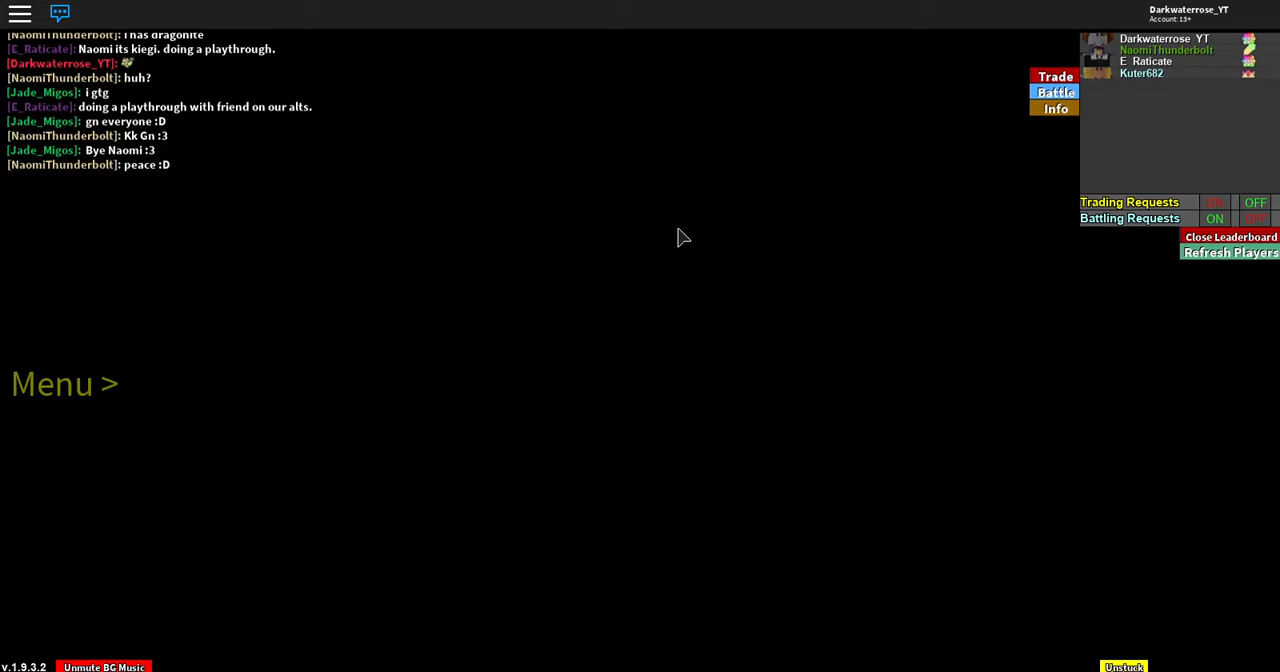 Darkwaterrose_YT
Account: 13+
[NaomiThunderbolt]: i has dragonite
[E_Raticate]: Naomi its kiegi. doing a playthrough.
[Darkwaterrose_YT]:
[NaomiThunderbolt]: huh?
[Jade_Migos]: i gtg
[E_Raticate]: doing a playthrough with friend on our alts.
[Jade_Migos]: gn everyone :D
[NaomiThunderbolt]: Kk Gn :3
[Jade_Migos]: Bye Naomi :3
[NaomiThunderbolt]: peace :D
Darkwaterrose_YT
NaomiThunderbolt
E_Raticate
Kuter682
Trade
Battle
Info
Trading Requests ON OFF
Battling Requests ON OFF
Close Leaderboard
Refresh Players
Menu >
v.1.9.3.2 Unmute BG Music Unstuck